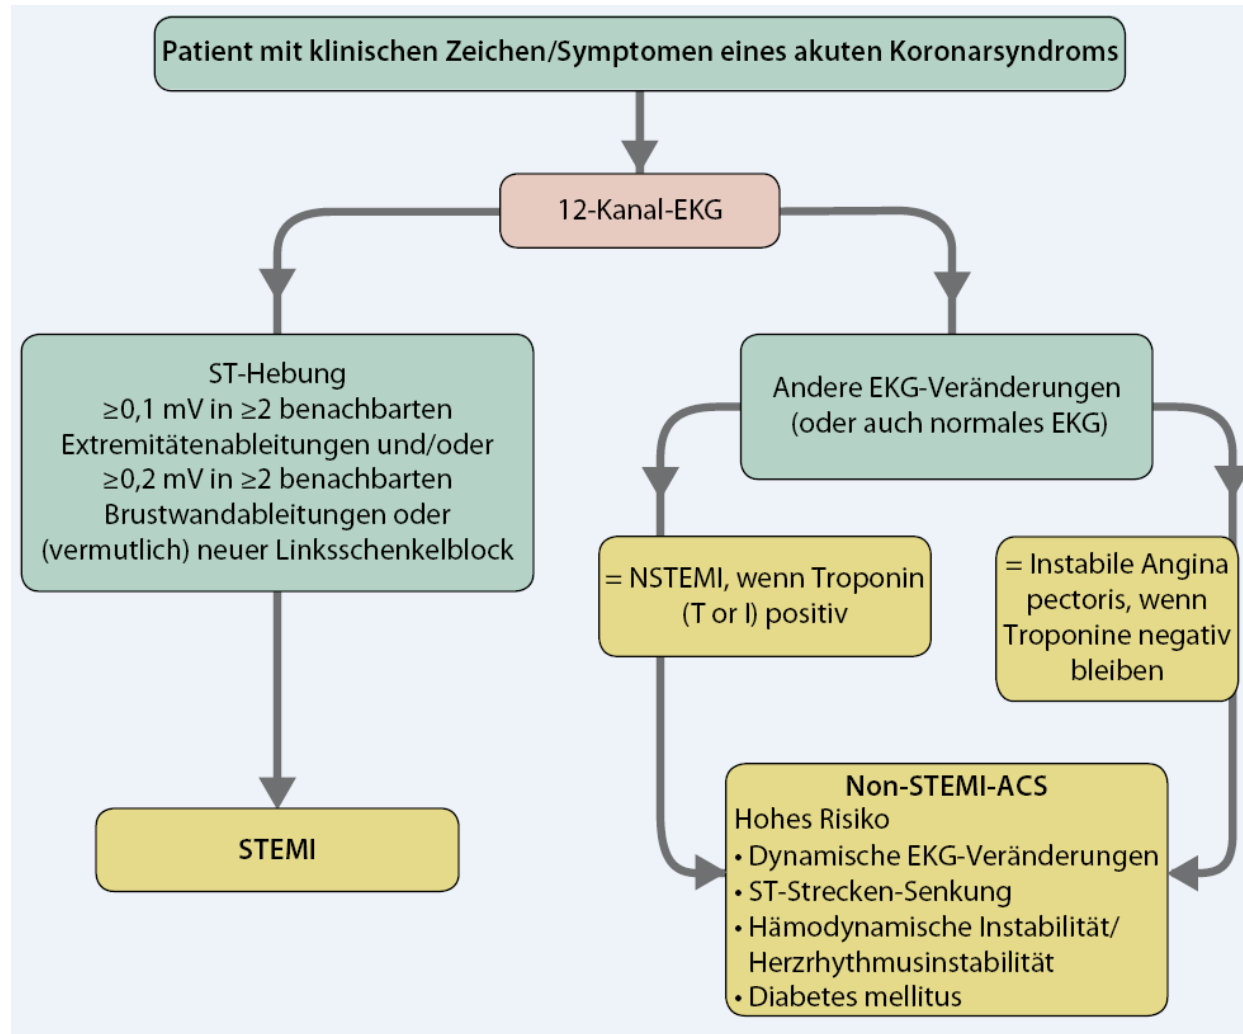 Patient mit klinischen Zeichen/Symptomen eines akuten Koronarsyndroms
12-Kanal-EKG
ST-Hebung
≥0,1 mV in ≥2 benachbarten
Extremitätenableitungen und/oder
≥0,2 mV in ≥2 benachbarten
Brustwandableitungen oder
(vermutlich) neuer Linksschenkelblock
Andere EKG-Veränderungen
(oder auch normales EKG)
= NSTEMI, wenn Troponin
(T or I) positiv
= Instabile Angina
pectoris, wenn
Troponine negativ
bleiben
STEMI
Non-STEMI-ACS
Hohes Risiko
• Dynamische EKG-Veränderungen
• ST-Strecken-Senkung
• Hämodynamische Instabilität/
Herzrhythmusinstabilität
• Diabetes mellitus